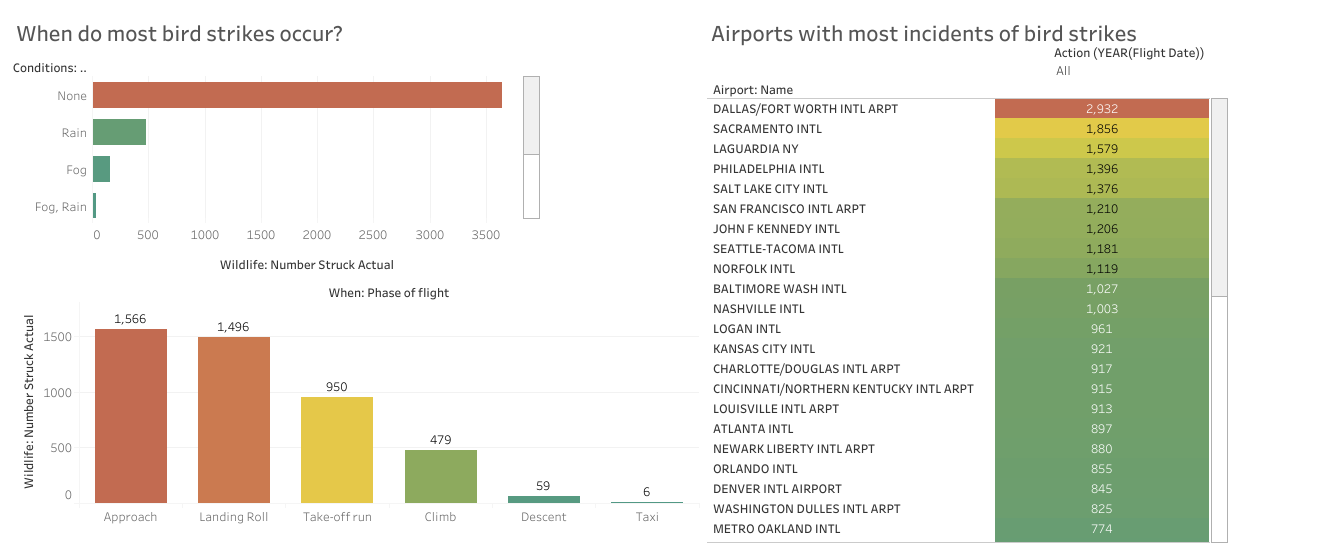 When do most bird strikes occur?
Conditions: ..
None
Rain
Fog
Fog, Rain
0 500 1000 1500 2000 2500 3000 3500
Wildlife: Number Struck Actual
When: Phase of flight
Wildlife: Number Struck Actual
1500
1000
500
0
1,566 1,496 950 479 59 6
Approach Landing Roll Take-off run Climb Descent Taxi
Airports with most incidents of bird strikes
Action (YEAR(Flight Date))
All
Airport: Name
DALLAS/FORT WORTH INTL ARPT 2,932
SACRAMENTO INTL 1,856
LAGUARDIA NY 1,579
PHILADELPHIA INTL 1,396
SALT LAKE CITY INTL 1,376
SAN FRANCISCO INTL ARPT 1,210
JOHN F KENNEDY INTL 1,206
SEATTLE-TACOMA INTL 1,181
NORFOLK INTL 1,119
BALTIMORE WASH INTL 1,027
NASHVILLE INTL 1,003
LOGAN INTL 961
KANSAS CITY INTL 921
CHARLOTTE/DOUGLAS INTL ARPT 917
CINCINNATI/NORTHERN KENTUCKY INTL ARPT 915
LOUISVILLE INTL ARPT 913
ATLANTA INTL 897
NEWARK LIBERTY INTL ARPT 880
ORLANDO INTL 855
DENVER INTL AIRPORT 845
WASHINGTON DULLES INTL ARPT 825
METRO OAKLAND INTL 774